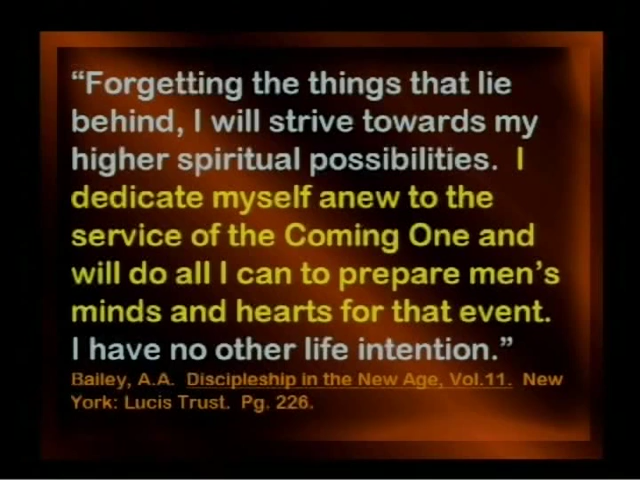 “Forgetting the things that lie
behind, I will strive towards my
higher spiritual possibilities.  I
dedicate myself anew to the
service of the Coming One and
will do all I can to prepare men’s
minds and hearts for that event.
I have no other life intention.”
Bailey, A.A.  Discipleship in the New Age, Vol.11.  New
York: Lucis Trust.  Pg. 226.